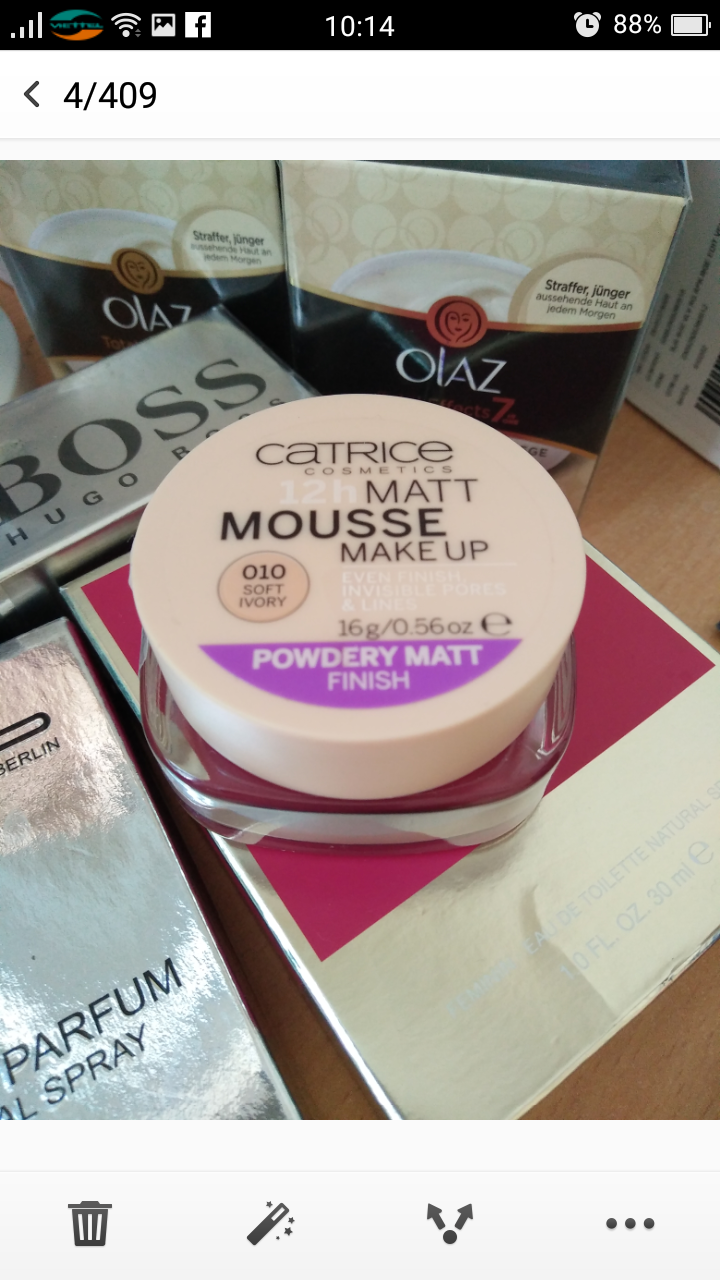 VIETTEL
10:14
88%
4/409
Straffer, jünger
aussehende Haut an
jedem Morgen
OLAZ
Straffer, jünger
aussehende Haut an
jedem Morgen
OLAZ
Effects 7
BOSS
HUGO BOSS
CATRICE
COSMETICS
12h MATT
MOUSSE
MAKE UP
010
SOFT
IVORY
EVEN FINISH,
INVISIBLE PORES
& LINES
16g/0.56oz e
POWDERY MATT
FINISH
BERLIN
PARFUM
AL SPRAY
EAU DE TOILETTE NATURAL
1.0 FL. OZ. 30 ml e